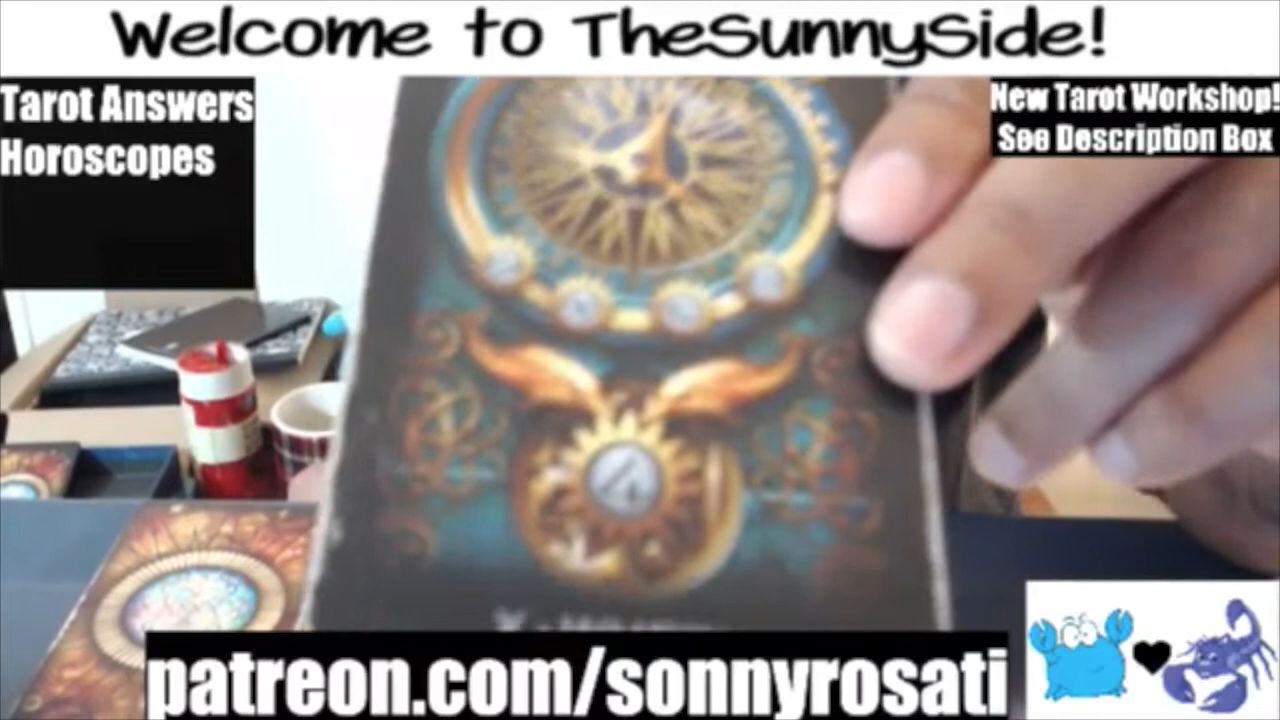 Welcome to TheSunnySide!
Tarot Answers
Horoscopes
New Tarot Workshop!
See Description Box
patreon.com/sonnyrosati